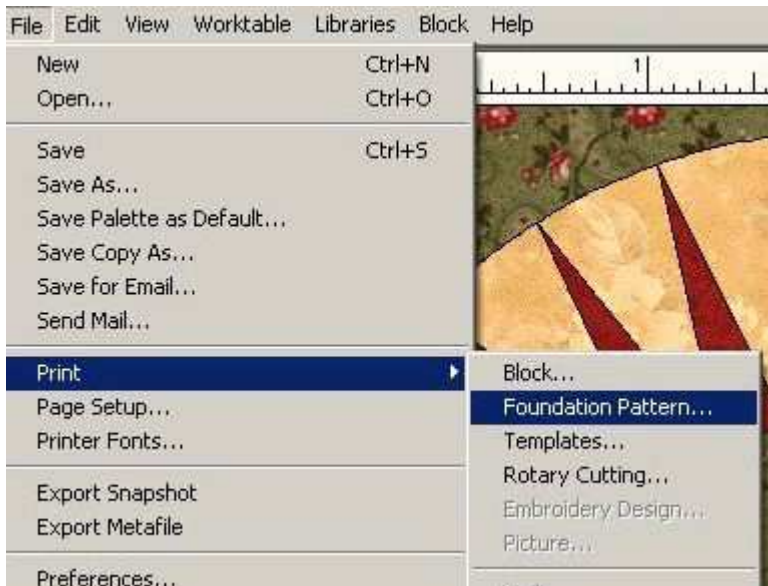 File Edit View Worktable Libraries Block Help
New Ctrl+N
Open... Ctrl+O
Save Ctrl+S
Save As...
Save Palette as Default...
Save Copy As...
Save for Email...
Send Mail...
Print
Page Setup...
Printer Fonts...
Export Snapshot
Export Metafile
Preferences...
1
Block...
Foundation Pattern...
Templates...
Rotary Cutting...
Embroidery Design...
Picture...